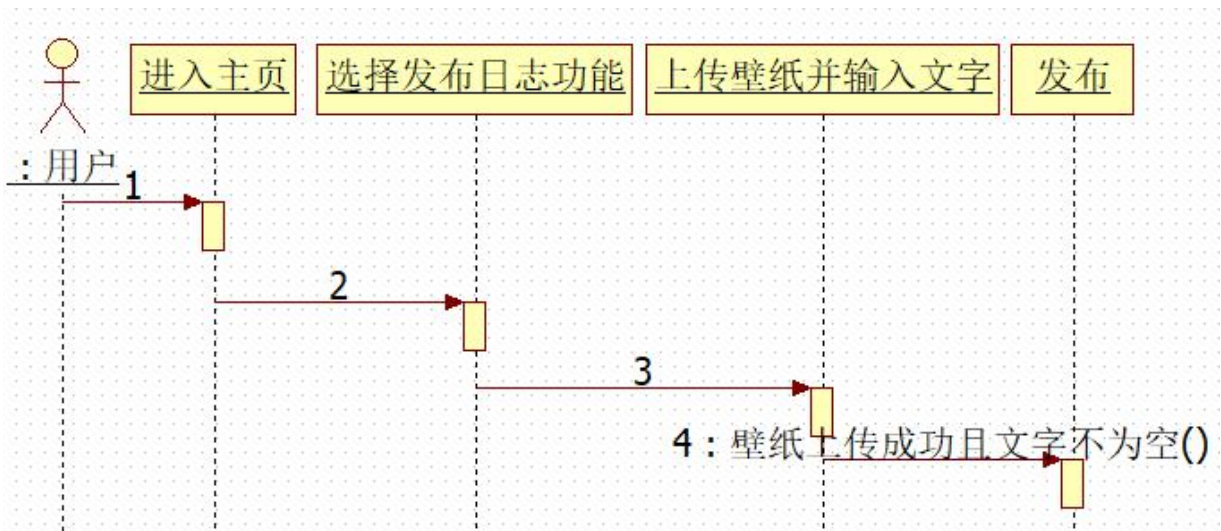 进入主页
选择发布日志功能
上传壁纸并输入文字
发布
：用户
1
2
3
4：壁纸上传成功且文字不为空()